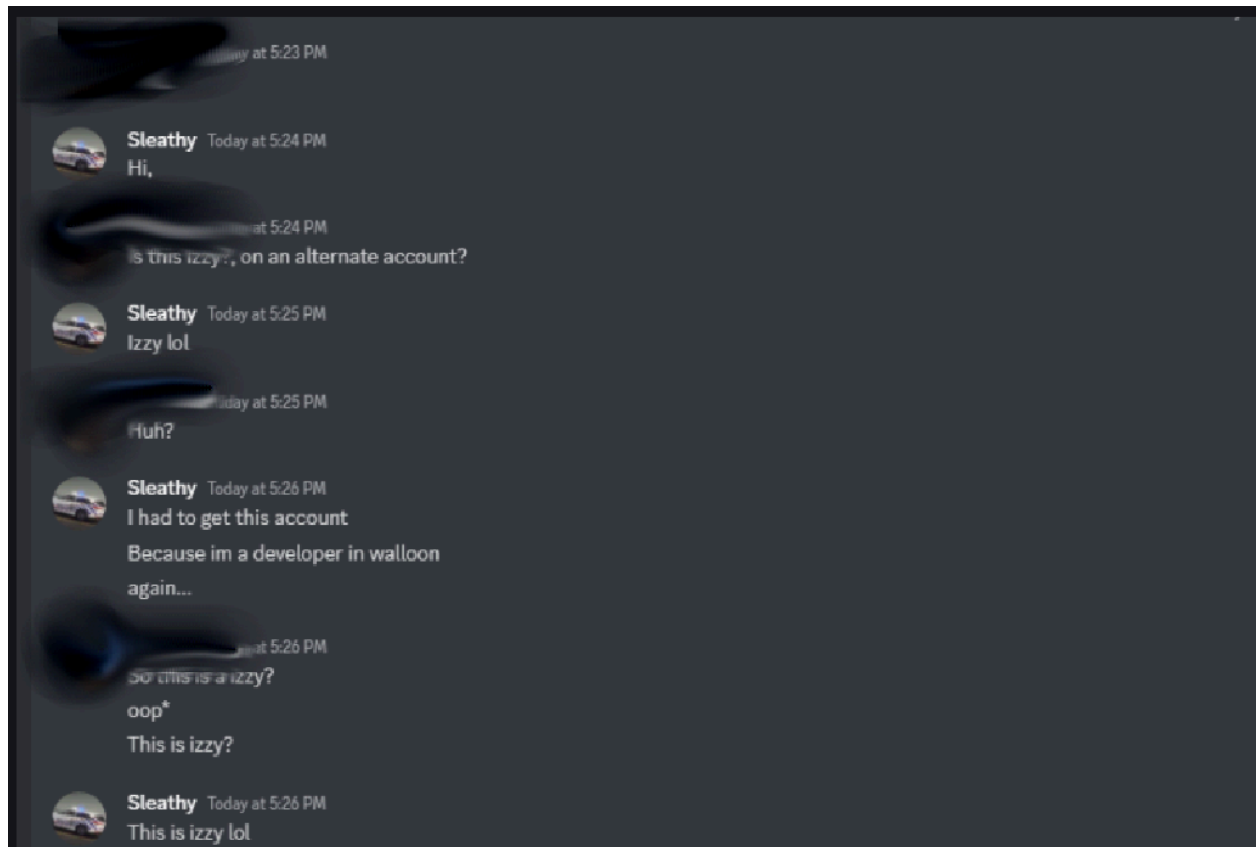 at 5:23 PM
Sleathy Today at 5:24 PM
Hi,
at 5:24 PM
Is this izzy?, on an alternate account?
Sleathy Today at 5:25 PM
Izzy lol
at 5:25 PM
Huh?
Sleathy Today at 5:26 PM
I had to get this account
Because im a developer in walloon
again...
at 5:26 PM
So this is a izzy?
oop*
This is izzy?
Sleathy Today at 5:26 PM
This is izzy lol